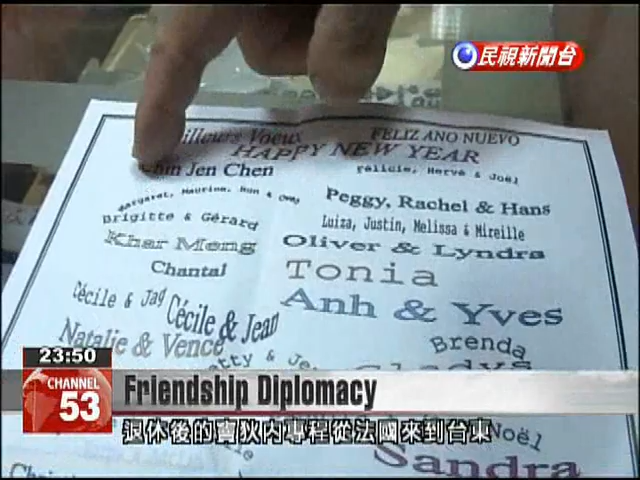 民視新聞台
Meilleurs Voeux FELIZ ANO NUEVO
HAPPY NEW YEAR
Chin Jen Chen
Félicie, Hervé & Joël
Peggy, Rachel & Hans
Brigitte & Gérard
Luiza, Justin, Melissa & Mireille
Khar Meng
Oliver & Lyndra
Chantal
Tonia
Cécile & Jag
Cécile & Jean
Anh & Yves
Natalie & Vence
Brenda
Gladys
23:50
CHANNEL
53
Friendship Diplomacy
退休後的寶狄內專程從法國來到台東
Noël
Sandra